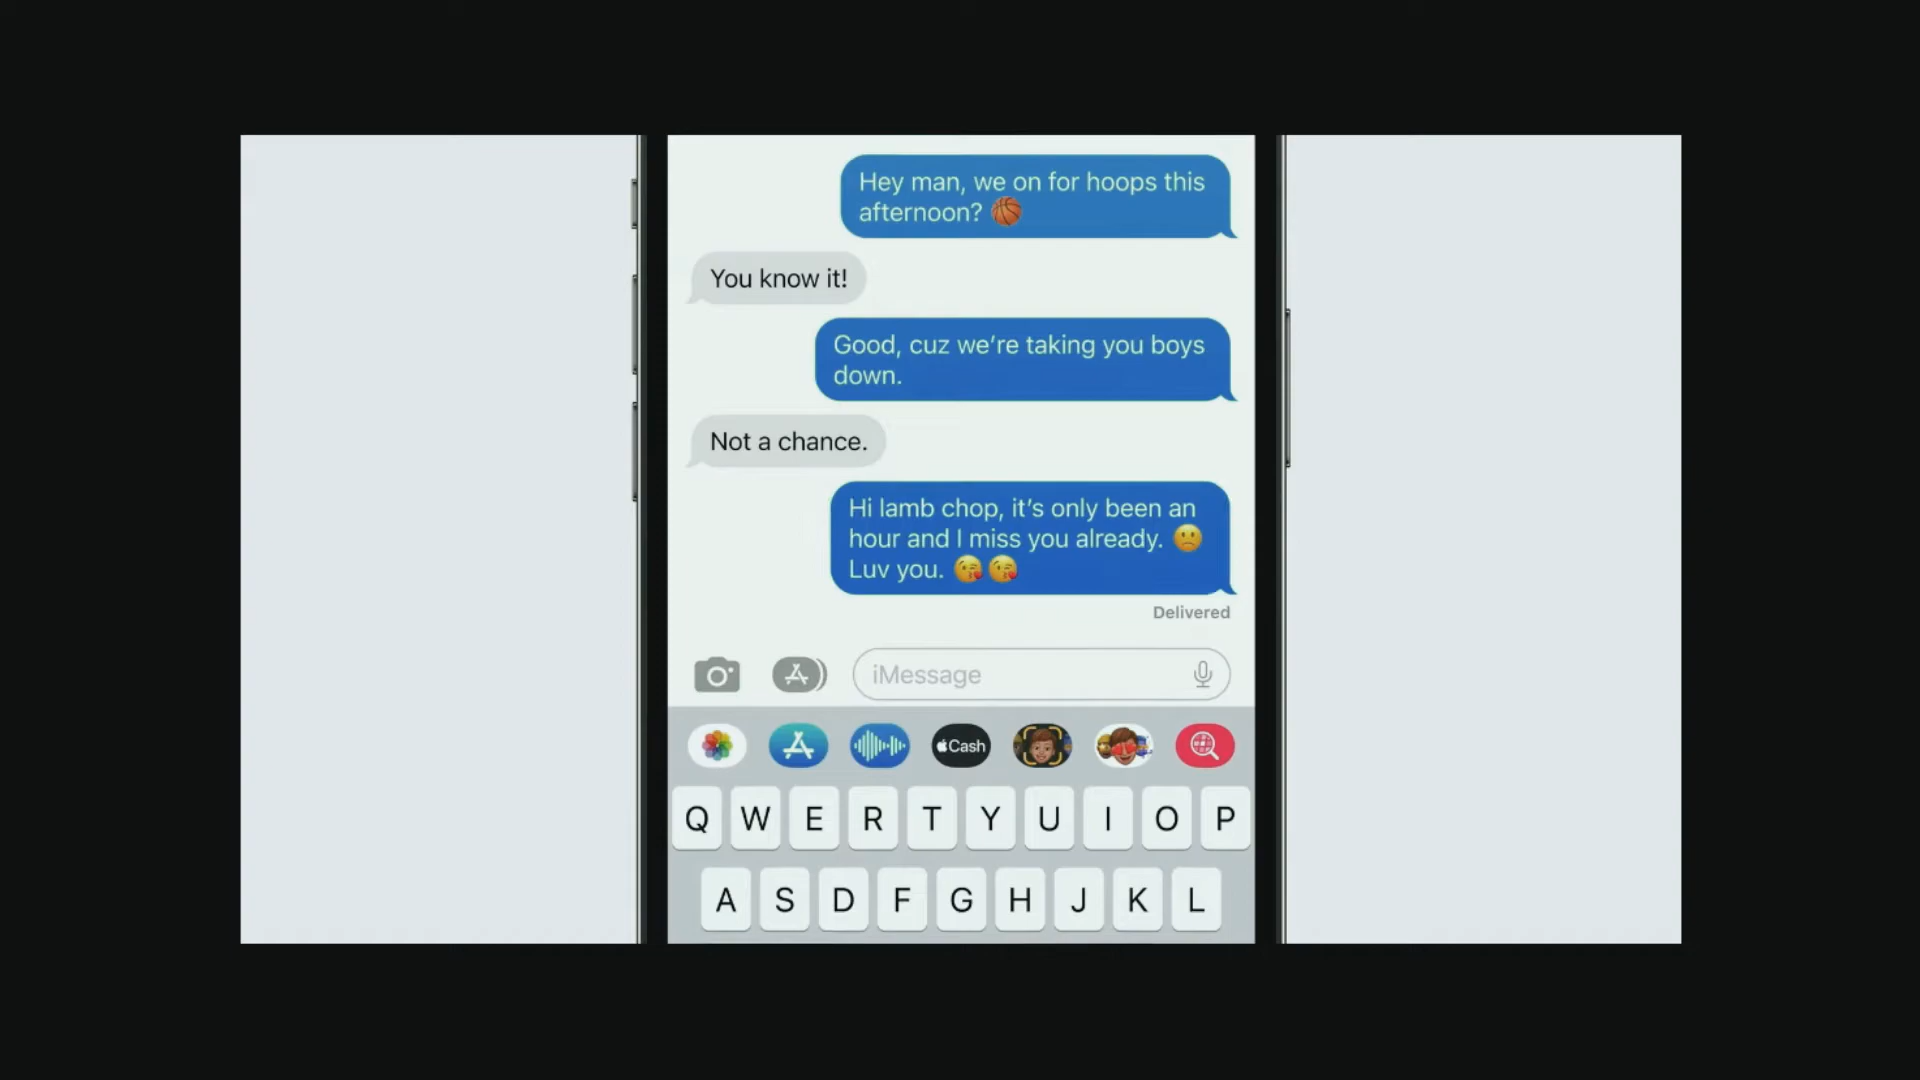 Hey man, we on for hoops this
afternoon? 🏀
You know it!
Good, cuz we’re taking you boys
down.
Not a chance.
Hi lamb chop, it’s only been an
hour and I miss you already. 🙁
Luv you. 😘😘
Delivered
iMessage
Cash
Q W E R T Y U I O P
A S D F G H J K L